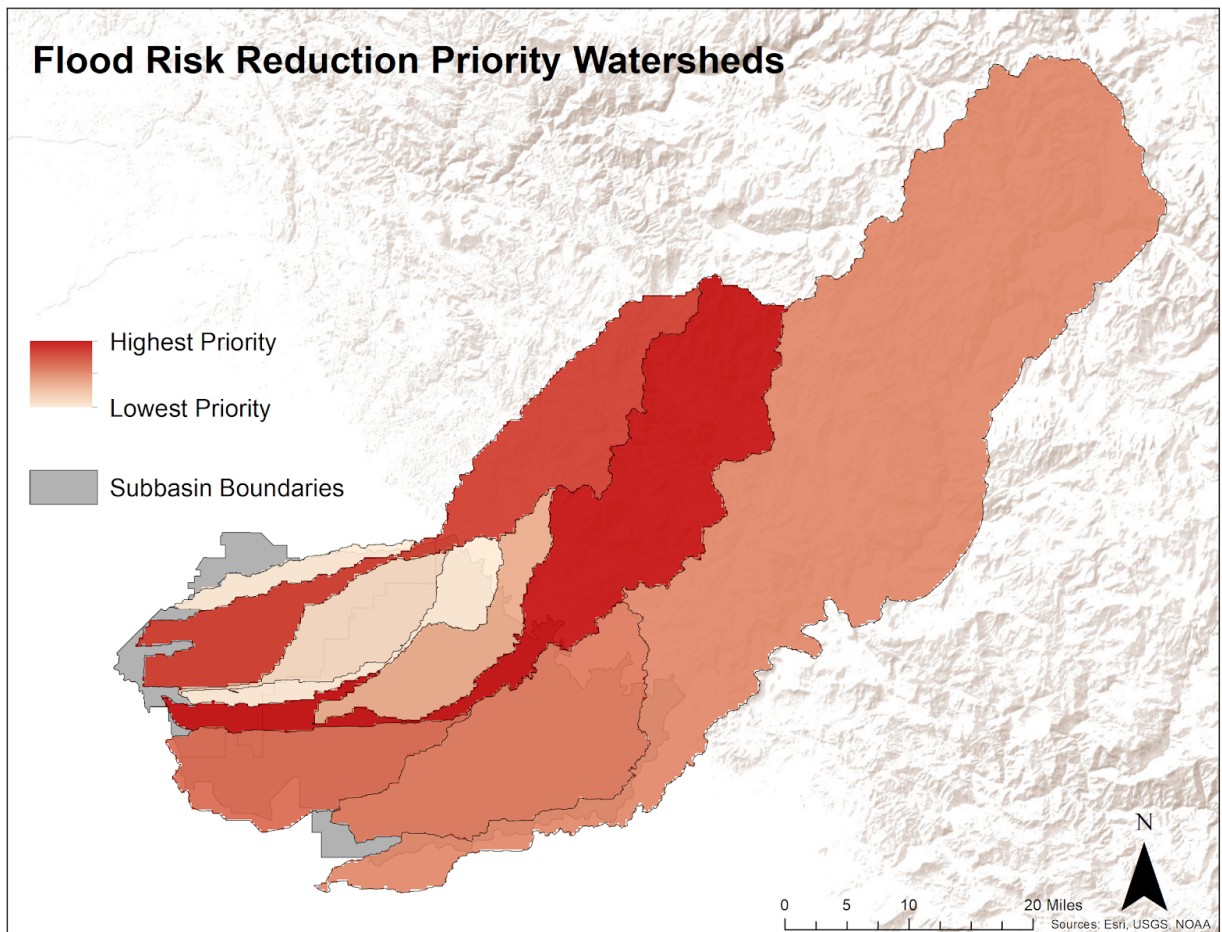 Flood Risk Reduction Priority Watersheds
Highest Priority
Lowest Priority
Subbasin Boundaries
N
0 5 10 20 Miles
Sources: Esri, USGS, NOAA